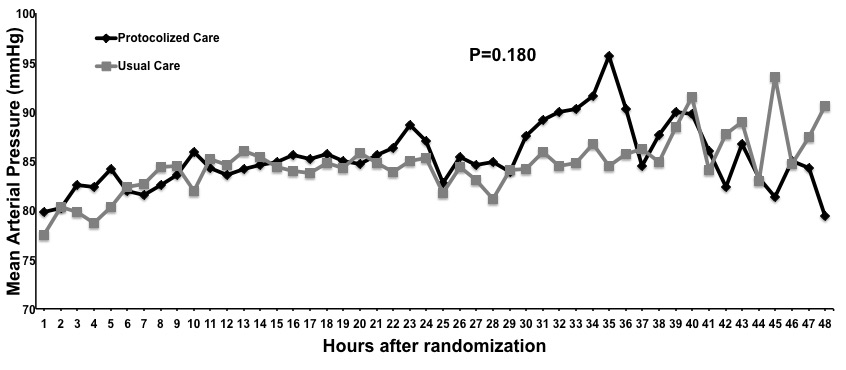 100
Protocolized Care
Usual Care
P=0.180
95
90
85
80
75
70
Mean Arterial Pressure (mmHg)
1 2 3 4 5 6 7 8 9 10 11 12 13 14 15 16 17 18 19 20 21 22 23 24 25 26 27 28 29 30 31 32 33 34 35 36 37 38 39 40 41 42 43 44 45 46 47 48
Hours after randomization